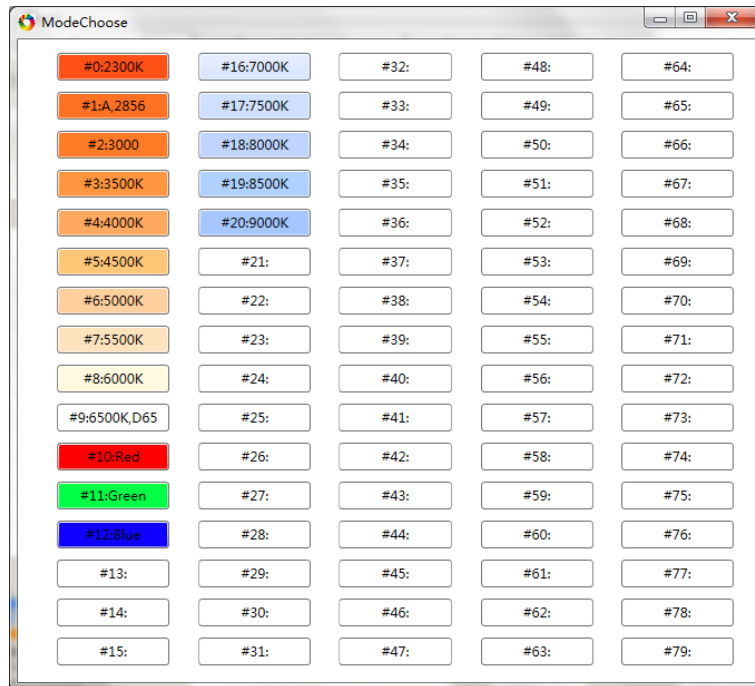 ModeChoose
#0:2300K #16:7000K #32: #48: #64:
#1:A,2856 #17:7500K #33: #49: #65:
#2:3000 #18:8000K #34: #50: #66:
#3:3500K #19:8500K #35: #51: #67:
#4:4000K #20:9000K #36: #52: #68:
#5:4500K #21: #37: #53: #69:
#6:5000K #22: #38: #54: #70:
#7:5500K #23: #39: #55: #71:
#8:6000K #24: #40: #56: #72:
#9:6500K,D65 #25: #41: #57: #73:
#10:Red #26: #42: #58: #74:
#11:Green #27: #43: #59: #75:
#12:Blue #28: #44: #60: #76:
#13: #29: #45: #61: #77:
#14: #30: #46: #62: #78:
#15: #31: #47: #63: #79: